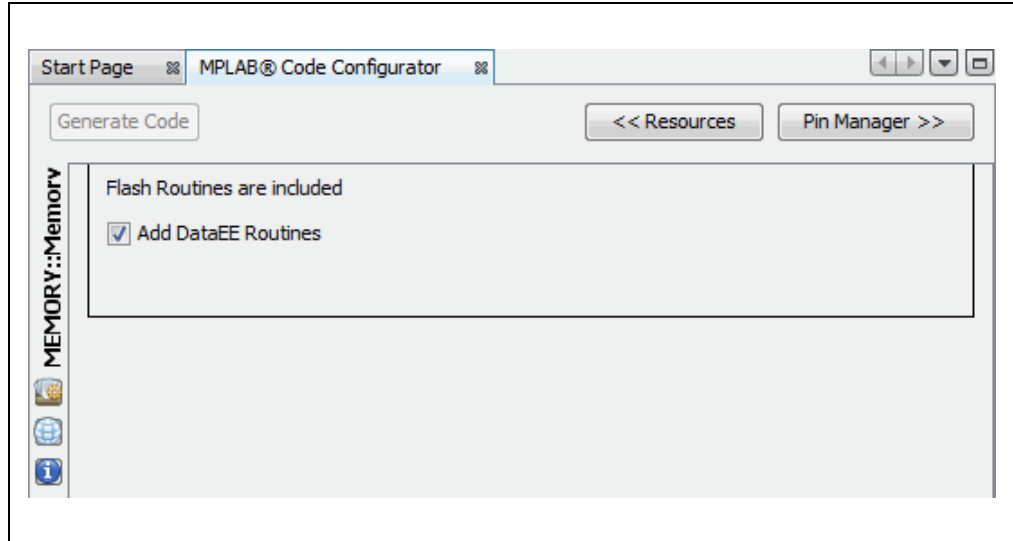 Start Page MPLAB® Code Configurator
Generate Code << Resources Pin Manager >>
MEMORY::Memory
Flash Routines are included
Add DataEE Routines